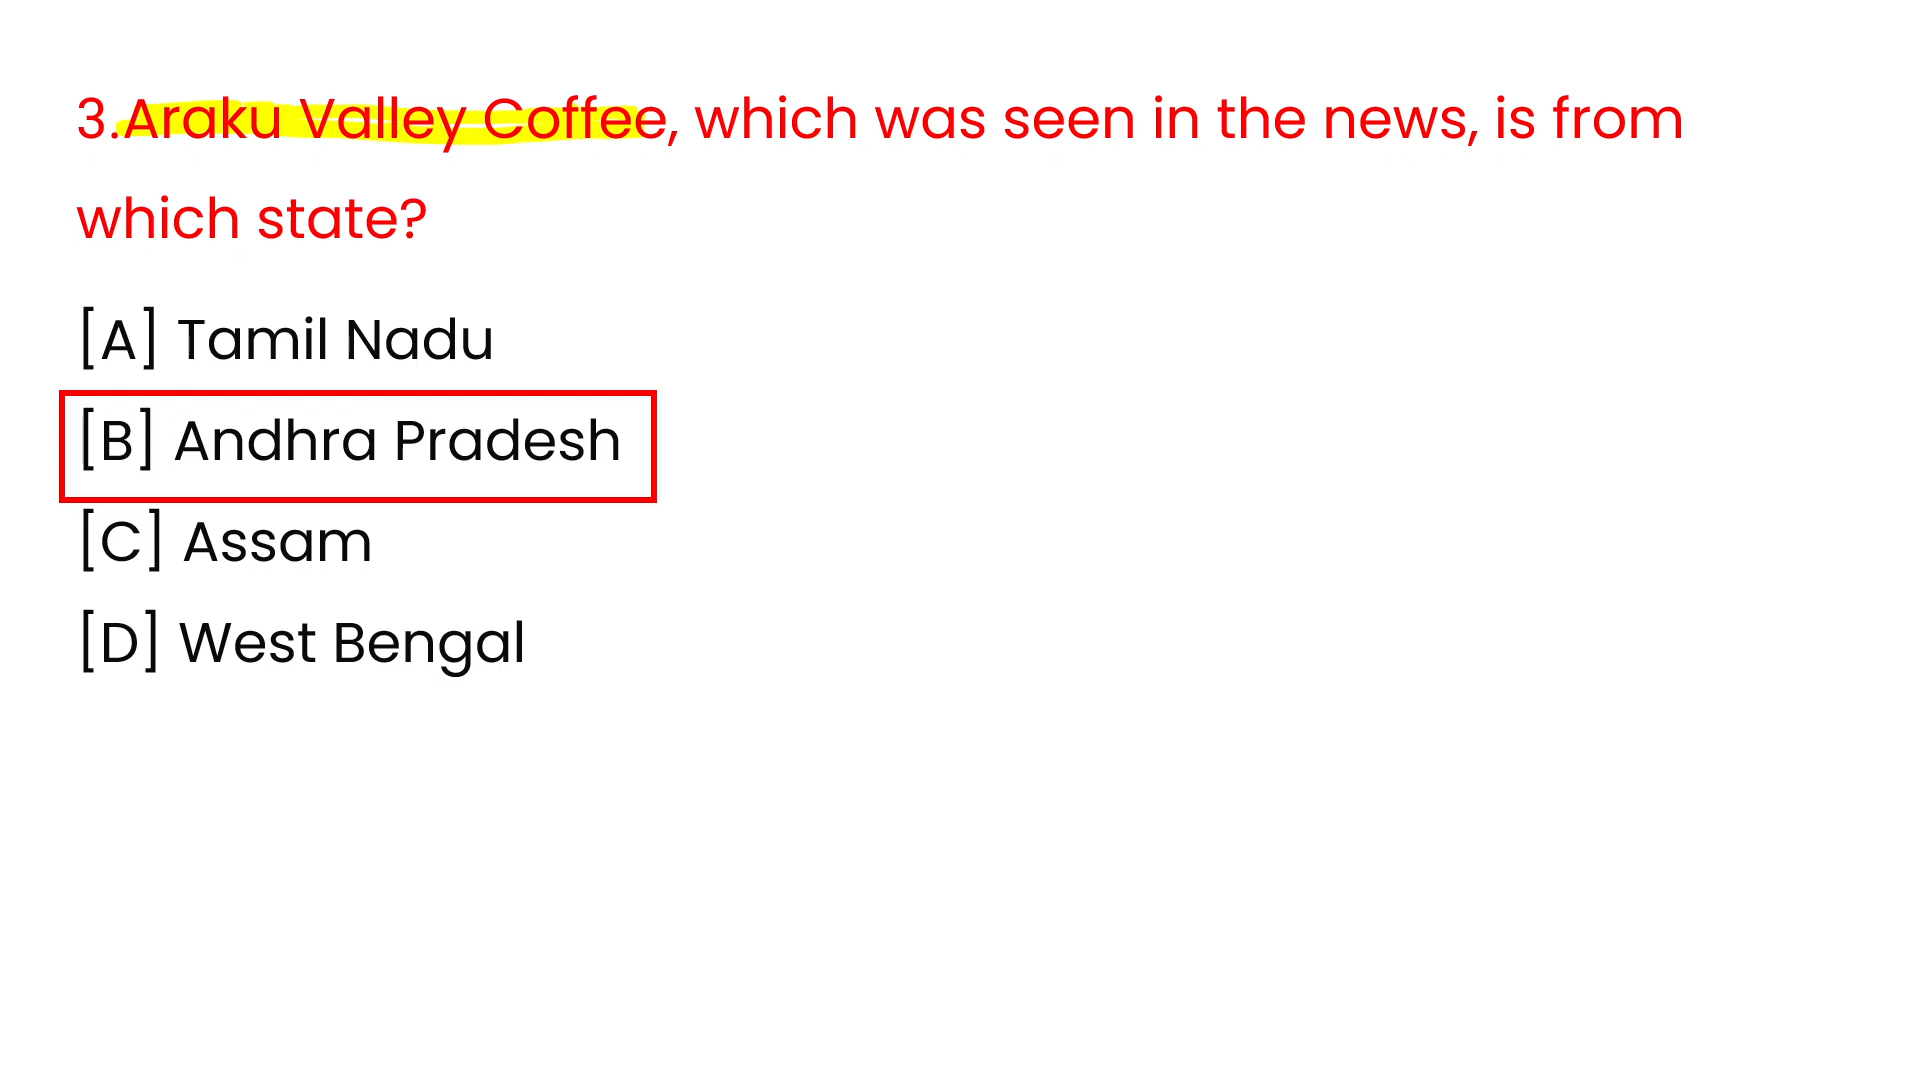 3.Araku Valley Coffee, which was seen in the news, is from
which state?
[A] Tamil Nadu
[B] Andhra Pradesh
[C] Assam
[D] West Bengal